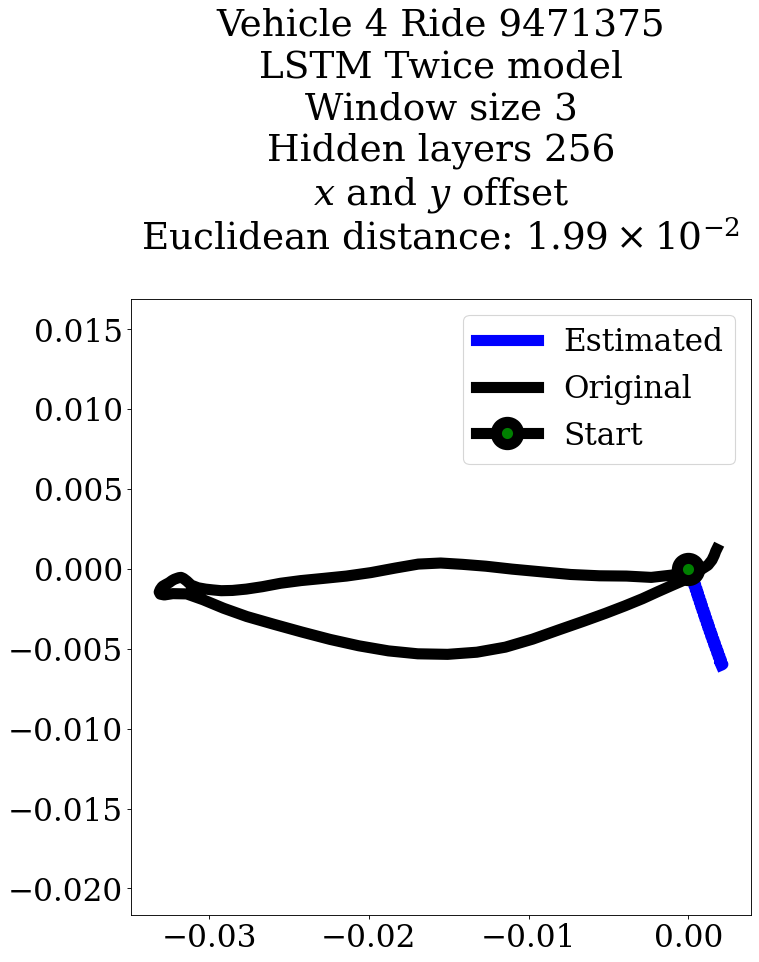 Vehicle 4 Ride 9471375
LSTM Twice model
Window size 3
Hidden layers 256
x and y offset
Euclidean distance: 1.99 × 10⁻²
Estimated
Original
Start
0.015
0.010
0.005
0.000
−0.005
−0.010
−0.015
−0.020
−0.03 −0.02 −0.01 0.00